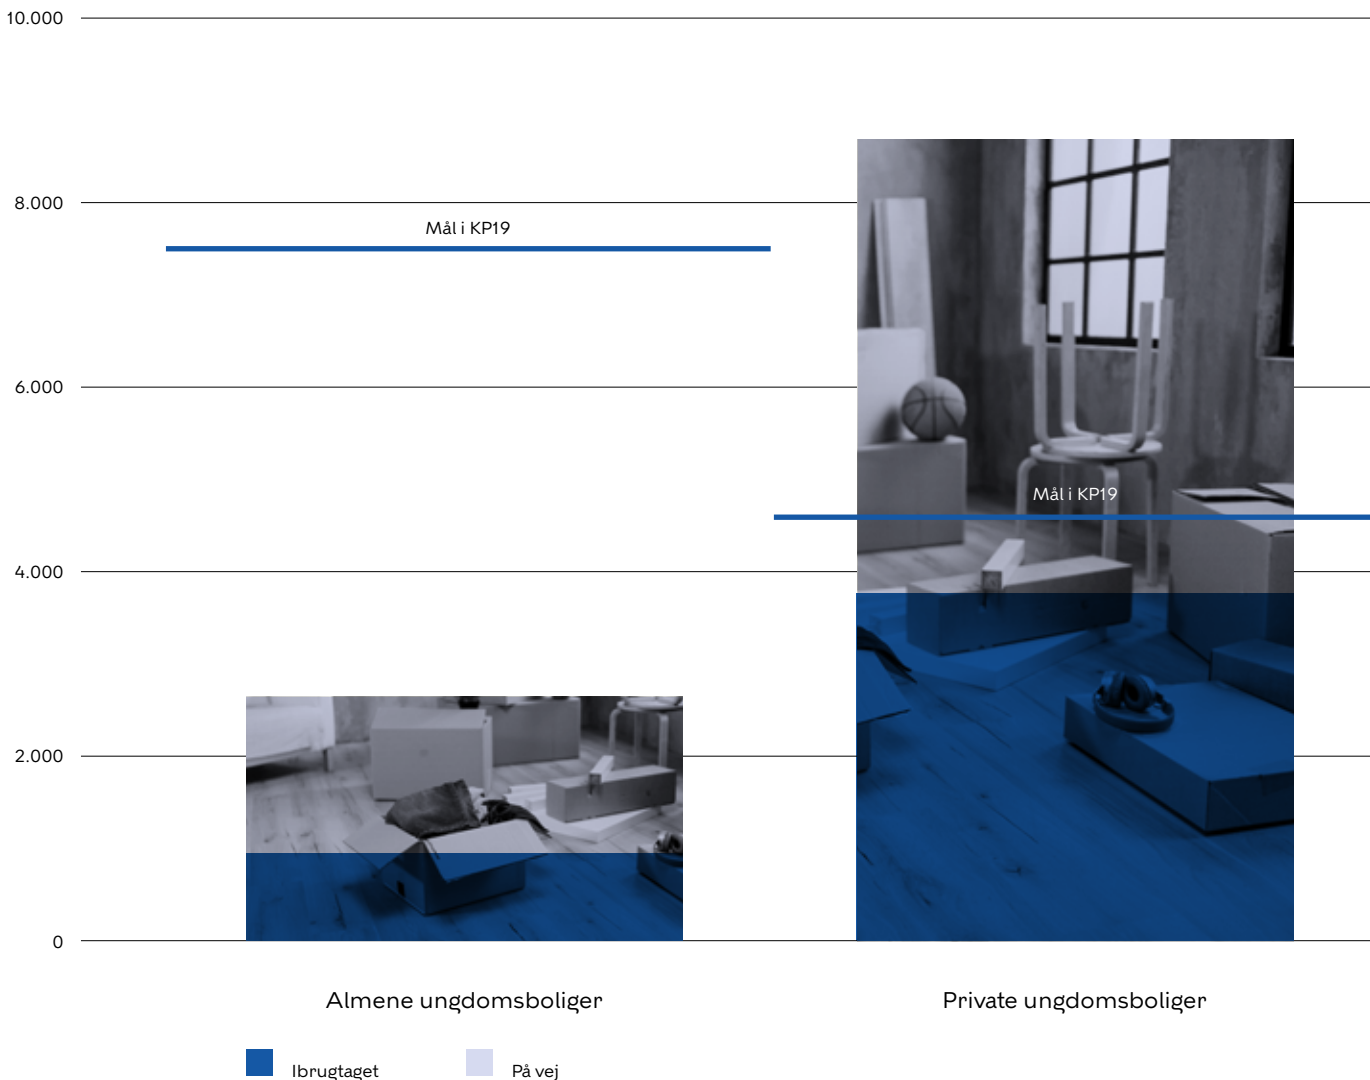 10.000
8.000
Mål i KP19
6.000
Mål i KP19
4.000
2.000
0
Almene ungdomsboliger
Private ungdomsboliger
Ibrugtaget
På vej